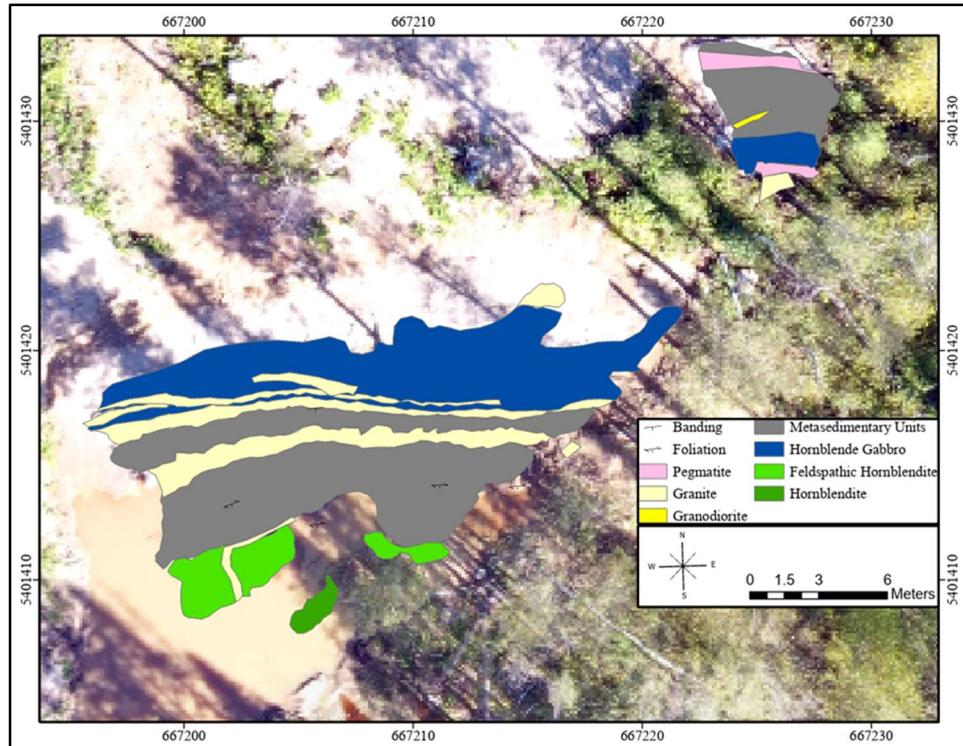 667200 667210 667220 667230
5401430 5401430
5401420 5401420
Banding Metasedimentary Units
Foliation Hornblende Gabbro
Pegmatite Feldspathic Hornblendite
Granite Hornblendite
Granodiorite
N
W E
S
0 1.5 3 6
Meters
5401410 5401410
667200 667210 667220 667230